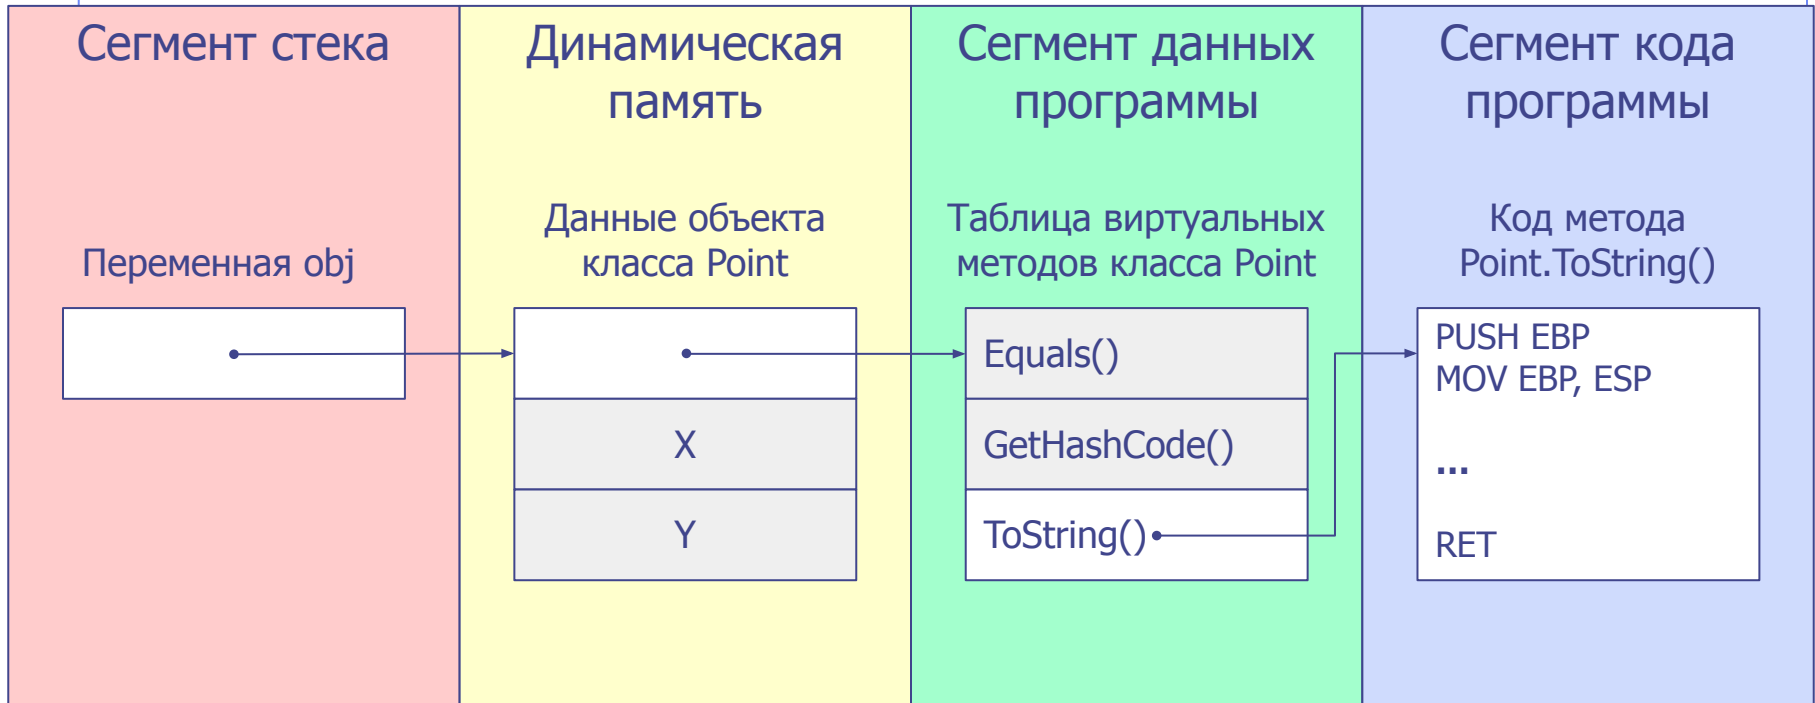 Сегмент стека
Переменная obj
Динамическая
память
Данные объекта
класса Point
X
Y
Сегмент данных
программы
Таблица виртуальных
методов класса Point
Equals()
GetHashCode()
ToString()
Сегмент кода
программы
Код метода
Point.ToString()
PUSH EBP
MOV EBP, ESP
...
RET